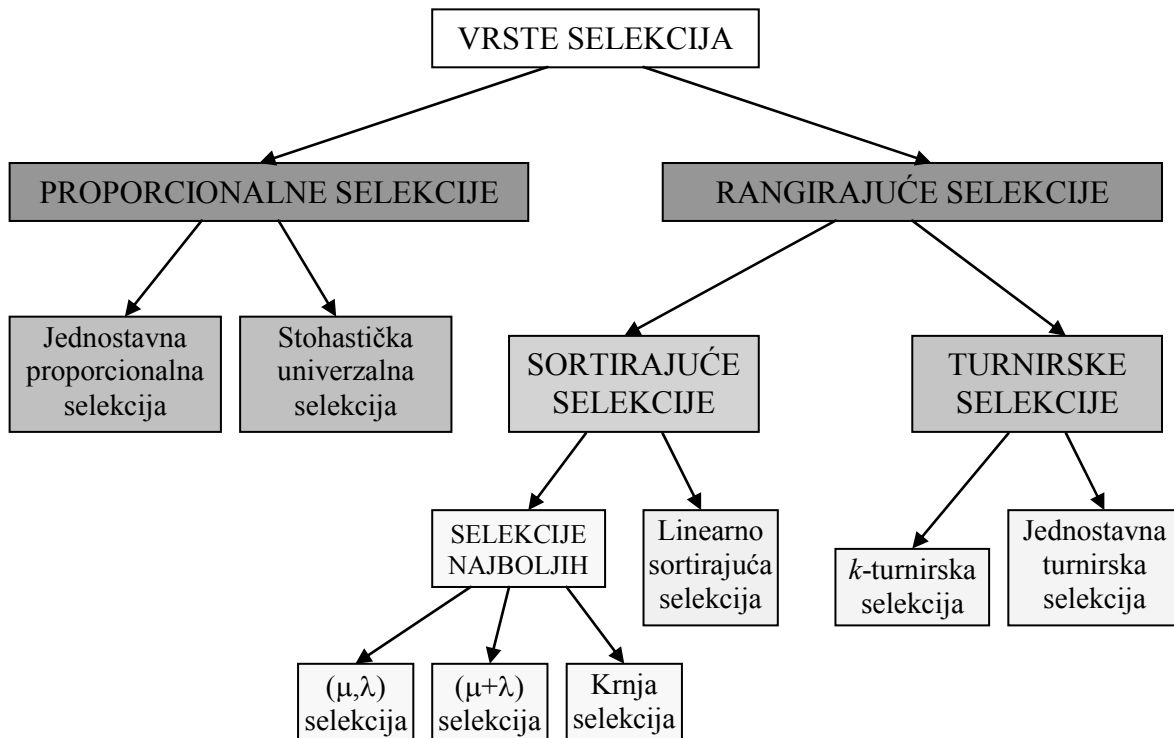 VRSTE SELEKCIJA
PROPORCIONALNE SELEKCIJE
RANGIRAJUĆE SELEKCIJE
Jednostavna
proporcionalna
selekcija
Stohastička
univerzalna
selekcija
SORTIRAJUĆE
SELEKCIJE
TURNIRSKE
SELEKCIJE
SELEKCIJE
NAJBOLJIH
Linearno
sortirajuća
selekcija
k-turnirska
selekcija
Jednostavna
turnirska
selekcija
(μ,λ)
selekcija
(μ+λ)
selekcija
Krnja
selekcija